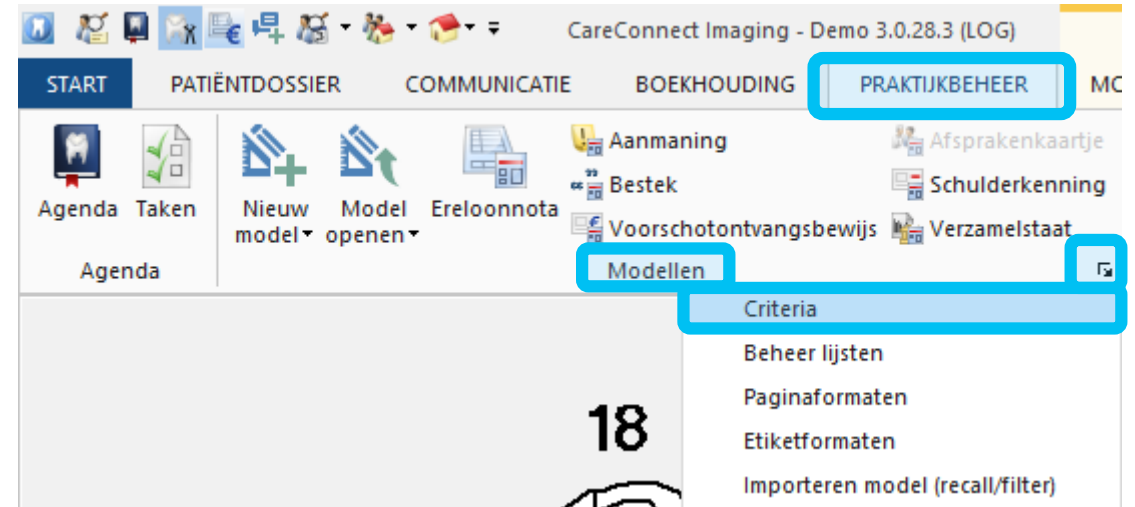 CareConnect Imaging - Demo 3.0.28.3 (LOG)
START PATIËNTDOSSIER COMMUNICATIE BOEKHOUDING PRAKTIJKBEHEER MO
Agenda Taken
Nieuw model Model openen Ereloonnota
Aanmaning Afsprakenkaartje
Bestek Schulderkenning
Voorschotontvangsbewijs Verzamelstaat
Agenda Modellen
Criteria
Beheer lijsten
Paginaformaten
18
Etiketformaten
Importeren model (recall/filter)